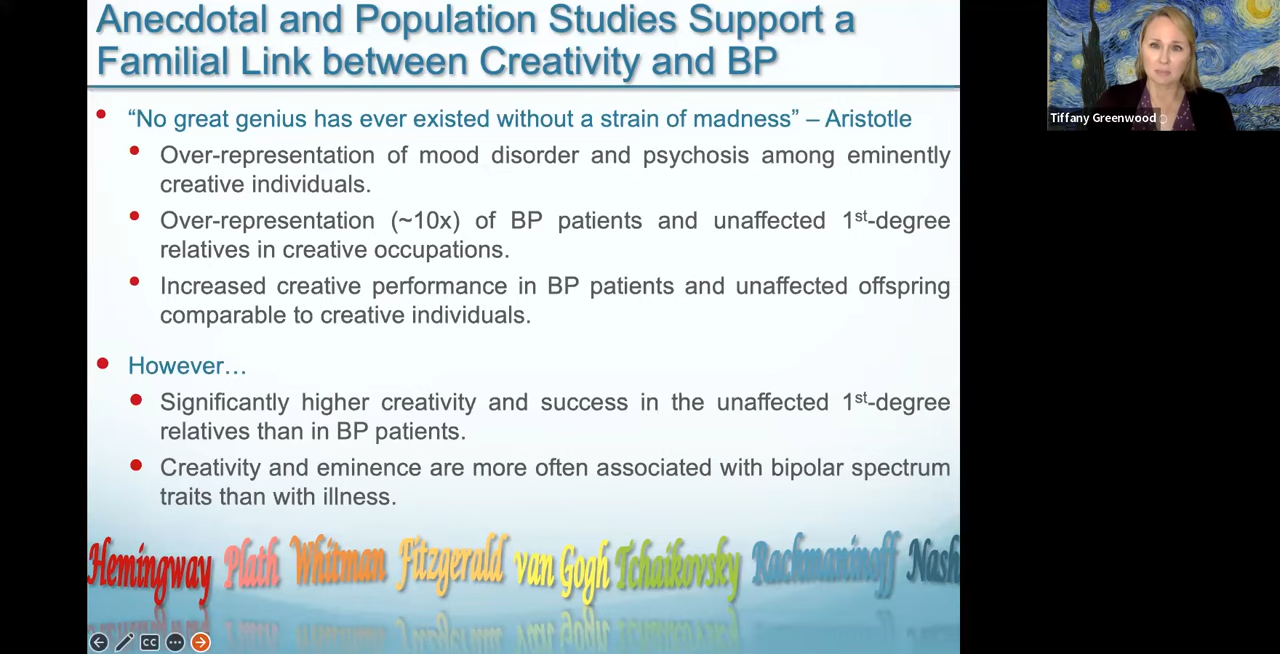 Anecdotal and Population Studies Support a
Familial Link between Creativity and BP
• “No great genius has ever existed without a strain of madness” – Aristotle
• Over-representation of mood disorder and psychosis among eminently
creative individuals.
• Over-representation (~10x) of BP patients and unaffected 1st-degree
relatives in creative occupations.
• Increased creative performance in BP patients and unaffected offspring
comparable to creative individuals.
• However…
• Significantly higher creativity and success in the unaffected 1st-degree
relatives than in BP patients.
• Creativity and eminence are more often associated with bipolar spectrum
traits than with illness.
Hemingway Plath Whitman Fitzgerald van Gogh Tchaikovsky Rachmaninoff Nash
CC
Tiffany Greenwood